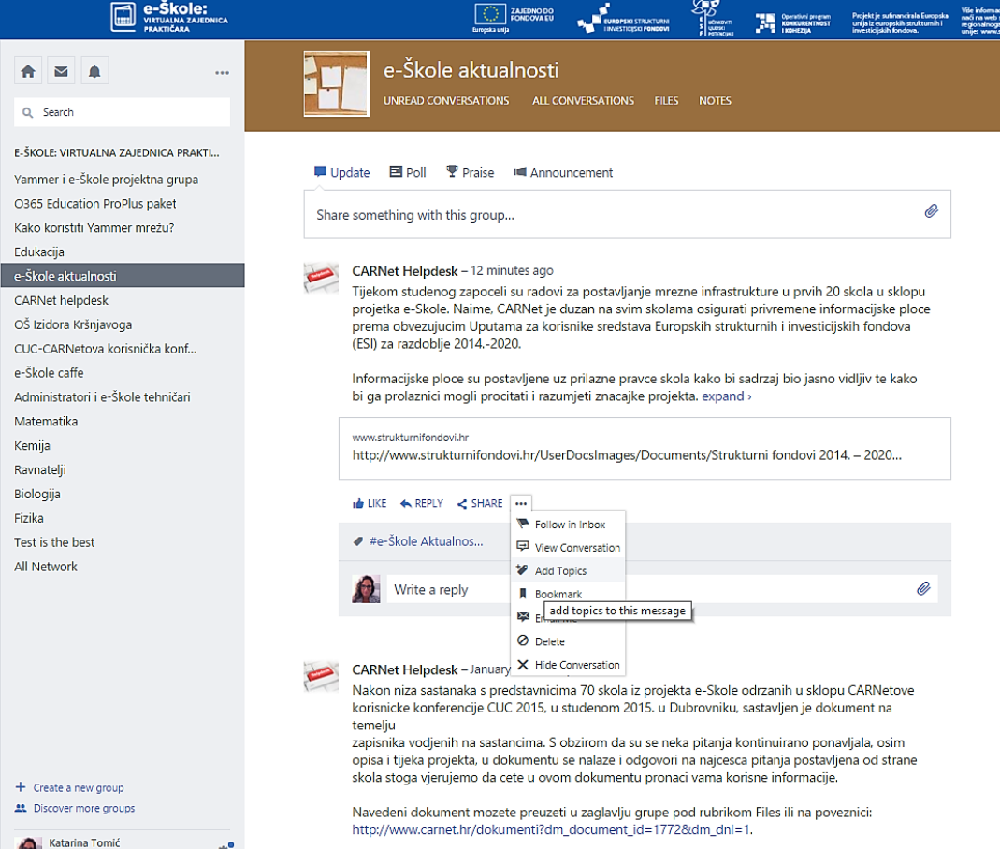 e-Škole:
VIRTUALNA ZAJEDNICA
PRAKTIČARA
Europska unija
ZAJEDNO DO
FONDOVA EU
EUROPSKI STRUKTURNI
I INVESTICIJSKI FONDOVI
Operativni program
KONKURENTNOST
I KOHEZIJA
Projekt je sufinancirala Europska
unija iz europskih strukturnih i
investicijskih fondova.
e-Škole aktualnosti
UNREAD CONVERSATIONS
ALL CONVERSATIONS
FILES
NOTES
Search
E-ŠKOLE: VIRTUALNA ZAJEDNICA PRAKTI...
Yammer i e-Škole projektna grupa
O365 Education ProPlus paket
Kako koristiti Yammer mrežu?
Edukacija
e-Škole aktualnosti
CARNet helpdesk
OŠ Izidora Kršnjavoga
CUC-CARNetova korisnička konf...
e-Škole caffe
Administratori i e-Škole tehničari
Matematika
Kemija
Ravnatelji
Biologija
Fizika
Test is the best
All Network
Create a new group
Discover more groups
Katarina Tomić
Update
Poll
Praise
Announcement
Share something with this group...
CARNet Helpdesk – 12 minutes ago
Tijekom studenog zapoceli su radovi za postavljanje mrezne infrastrukture u prvih 20 skola u sklopu
projetka e-Skole. Naime, CARNet je duzan na svim skolama osigurati privremene informacijske ploce
prema obvezujucim Uputama za korisnike sredstava Europskih strukturnih i investicijskih fondova
(ESI) za razdoblje 2014.-2020.
Informacijske ploce su postavljene uz prilazne pravce skola kako bi sadrzaj bio jasno vidljiv te kako
bi ga prolaznici mogli procitati i razumjeti znacajke projekta. expand ›
www.strukturnifondovi.hr
http://www.strukturnifondovi.hr/UserDocsImages/Documents/Strukturni fondovi 2014. – 2020...
LIKE
REPLY
SHARE
Follow in Inbox
View Conversation
Add Topics
Bookmark
add topics to this message
Delete
Hide Conversation
#e-Škole Aktualnos...
Write a reply
CARNet Helpdesk – January
Nakon niza sastanaka s predstavnicima 70 skola iz projekta e-Skole odrzanih u sklopu CARNetove
korisnicke konferencije CUC 2015, u studenom 2015. u Dubrovniku, sastavljen je dokument na
temelju
zapisnika vodjenih na sastancima. S obzirom da su se neka pitanja kontinuirano ponavljala, osim
opisa i tijeka projekta, u dokumentu se nalaze i odgovori na najcesca pitanja postavljena od strane
skola stoga vjerujemo da cete u ovom dokumentu pronaci vama korisne informacije.
Navedeni dokument mozete preuzeti u zaglavlju grupe pod rubrikom Files ili na poveznici:
http://www.carnet.hr/dokumenti?dm_document_id=1772&dm_dnl=1.